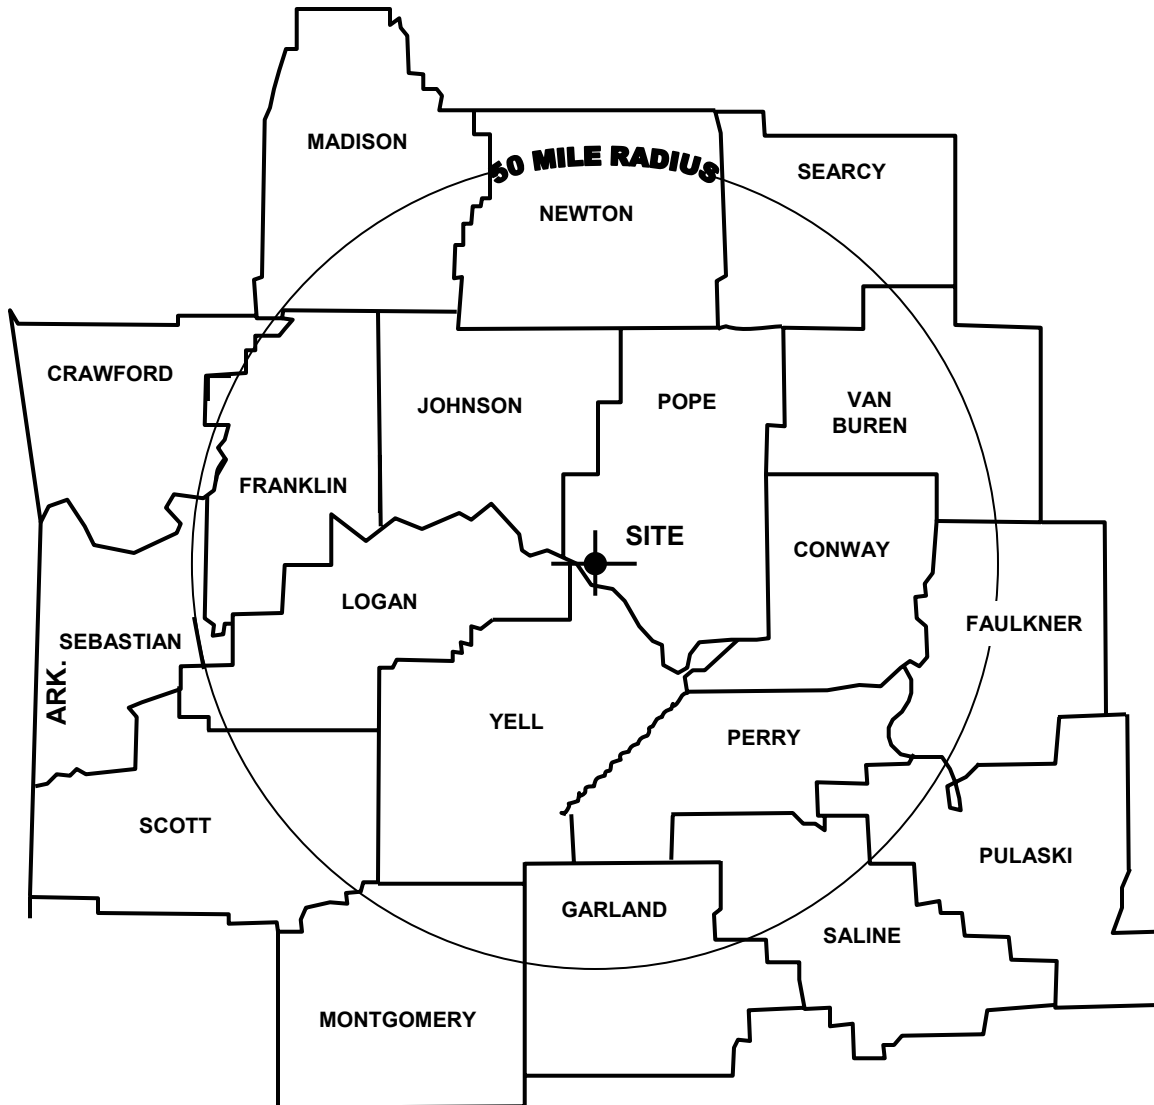 MADISON
50 MILE RADIUS
SEARCY
NEWTON
CRAWFORD
JOHNSON
POPE
VAN
BUREN
FRANKLIN
SITE
CONWAY
LOGAN
FAULKNER
SEBASTIAN
ARK.
YELL
PERRY
SCOTT
PULASKI
GARLAND
SALINE
MONTGOMERY